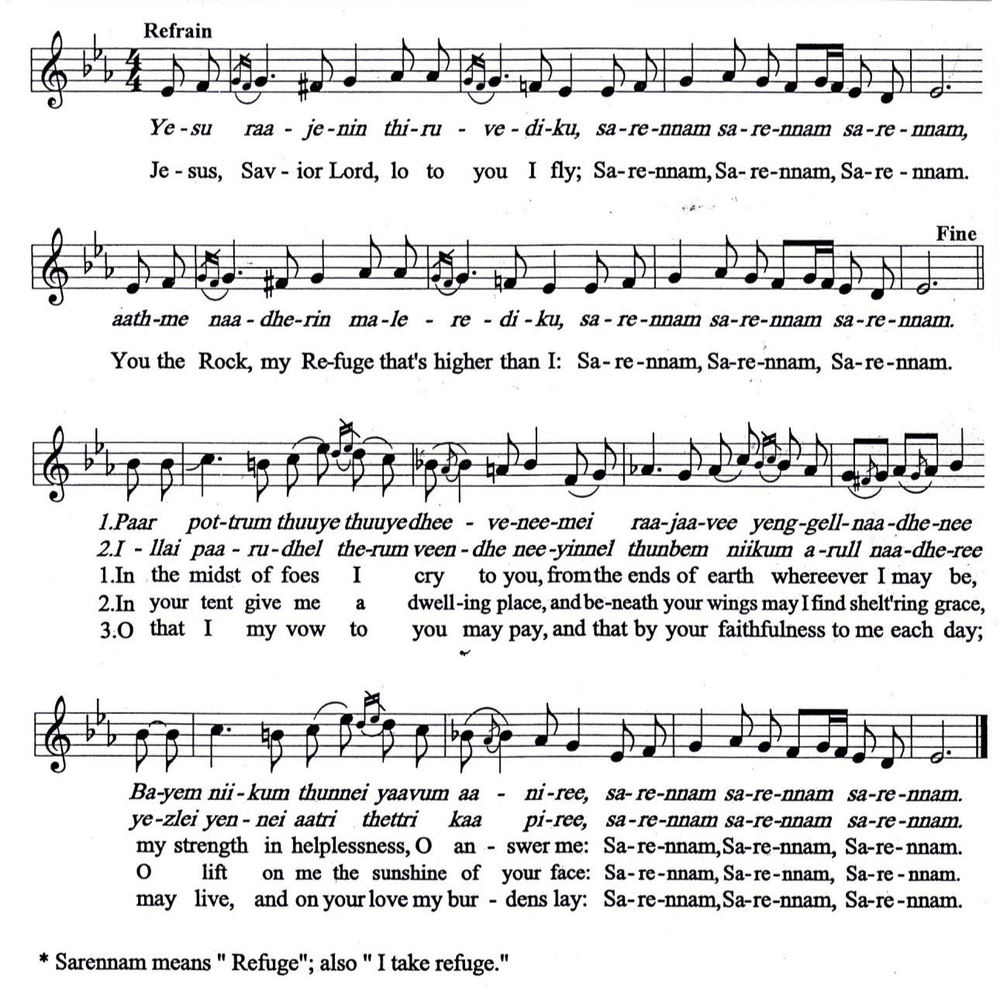 Refrain
Ye - su raa - je-nin thi-ru - ve - di-ku, sa-re-nnam sa-re-nnam sa-re - nnam,
Je - sus, Sav - ior Lord, lo to you I fly; Sa-re-nnam, Sa-re-nnam, Sa-re - nnam.
Fine
aath-me naa - dhe-rin ma-le - re - di - ku, sa - re-nnam sa-re-nnam sa-re-nnam.
You the Rock, my Re-fuge that's higher than I: Sa-re-nnam, Sa-re-nnam, Sa-re-nnam.
1.Paar pot-trum thuuye thuuyedhee - ve-nee-mei raa-jaa-vee yeng-gell-naa-dhe-nee
2.I - llai paa - ru-dhel the-rum veen - dhe nee-yinnel thunbem niikum a-rull naa-dhe-ree
1.In the midst of foes I cry to you, from the ends of earth whereever I may be,
2.In your tent give me a dwell-ing place, and be-neath your wings may I find shelt'ring grace,
3.O that I my vow to you may pay, and that by your faithfulness to me each day;
Ba-yem nii-kum thunnei yaavum aa - ni-ree, sa-re-nnam sa-re-nnam sa-re-nnam.
ye-zlei yen-nei aatri thettri kaa pi-ree, sa-re-nnam sa-re-nnam sa-re-nnam.
my strength in helplessness, O an - swer me: Sa-re-nnam, Sa-re-nnam, Sa-re-nnam.
O lift on me the sunshine of your face: Sa-re-nnam, Sa-re-nnam, Sa-re-nnam.
may live, and on your love my bur - dens lay: Sa-re-nnam, Sa-re-nnam, Sa-re-nnam.
* Sarennam means " Refuge"; also " I take refuge."